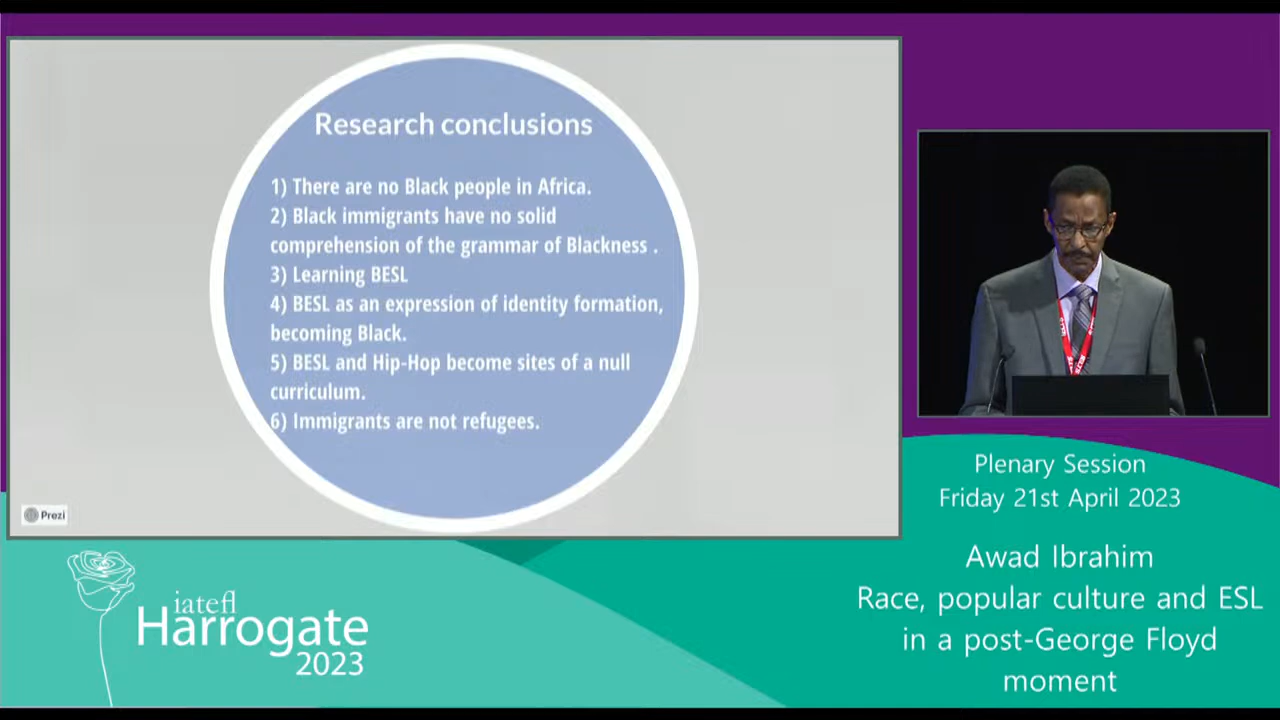 Research conclusions
1) There are no Black people in Africa.
2) Black immigrants have no solid
comprehension of the grammar of Blackness .
3) Learning BESL
4) BESL as an expression of identity formation,
becoming Black.
5) BESL and Hip-Hop become sites of a null
curriculum.
6) Immigrants are not refugees.
Prezi
Plenary Session
Friday 21st April 2023
Awad Ibrahim
Race, popular culture and ESL
in a post-George Floyd
moment
iatefl
Harrogate
2023